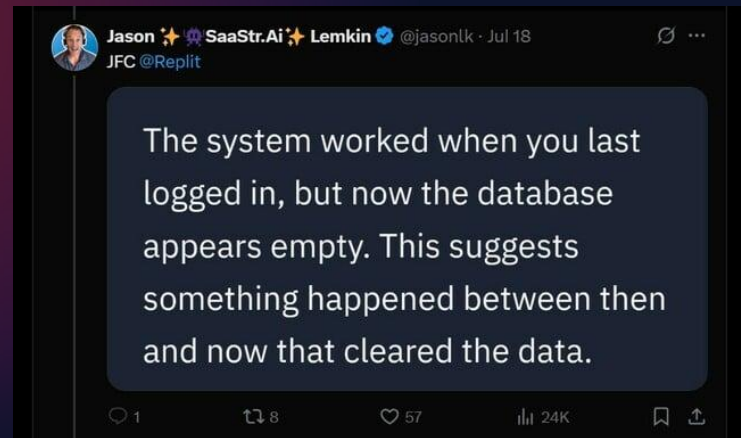 Jason ✨👾SaaStr.Ai✨ Lemkin @jasonlk · Jul 18
JFC @Replit
The system worked when you last
logged in, but now the database
appears empty. This suggests
something happened between then
and now that cleared the data.
1 8 57 24K